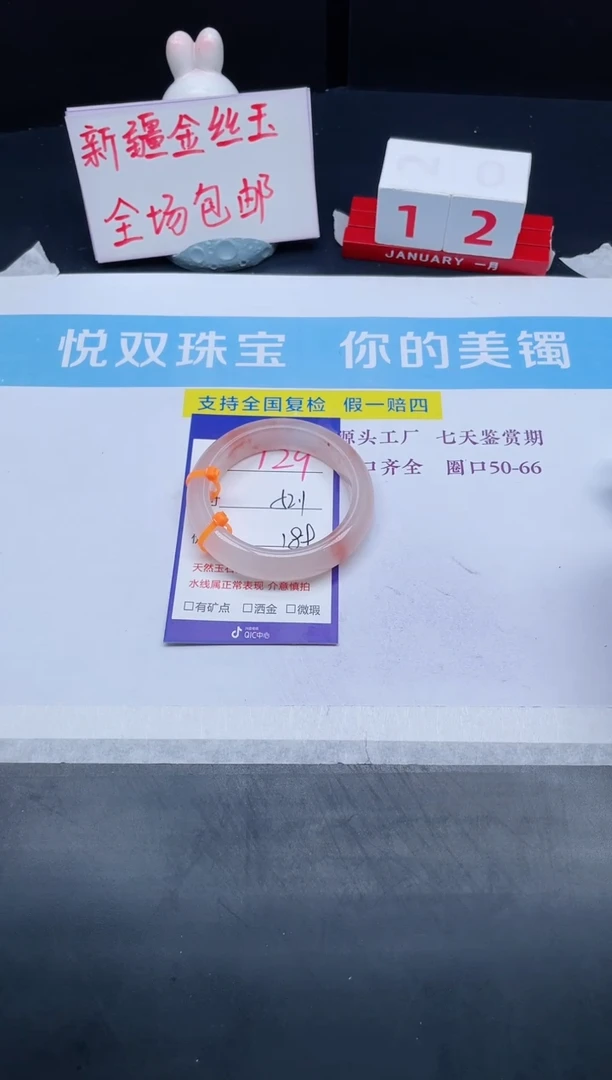 新疆金丝玉
全场包邮
1 2
JANUARY 一月
悦双珠宝 你的美镯
支持全国复检 假一赔四
源头工厂 七天鉴赏期
口齐全 圈口50-66
129
天然玉石
水线属正常表现 介意慎拍
□有矿点 □洒金 □微瑕
QIC中心